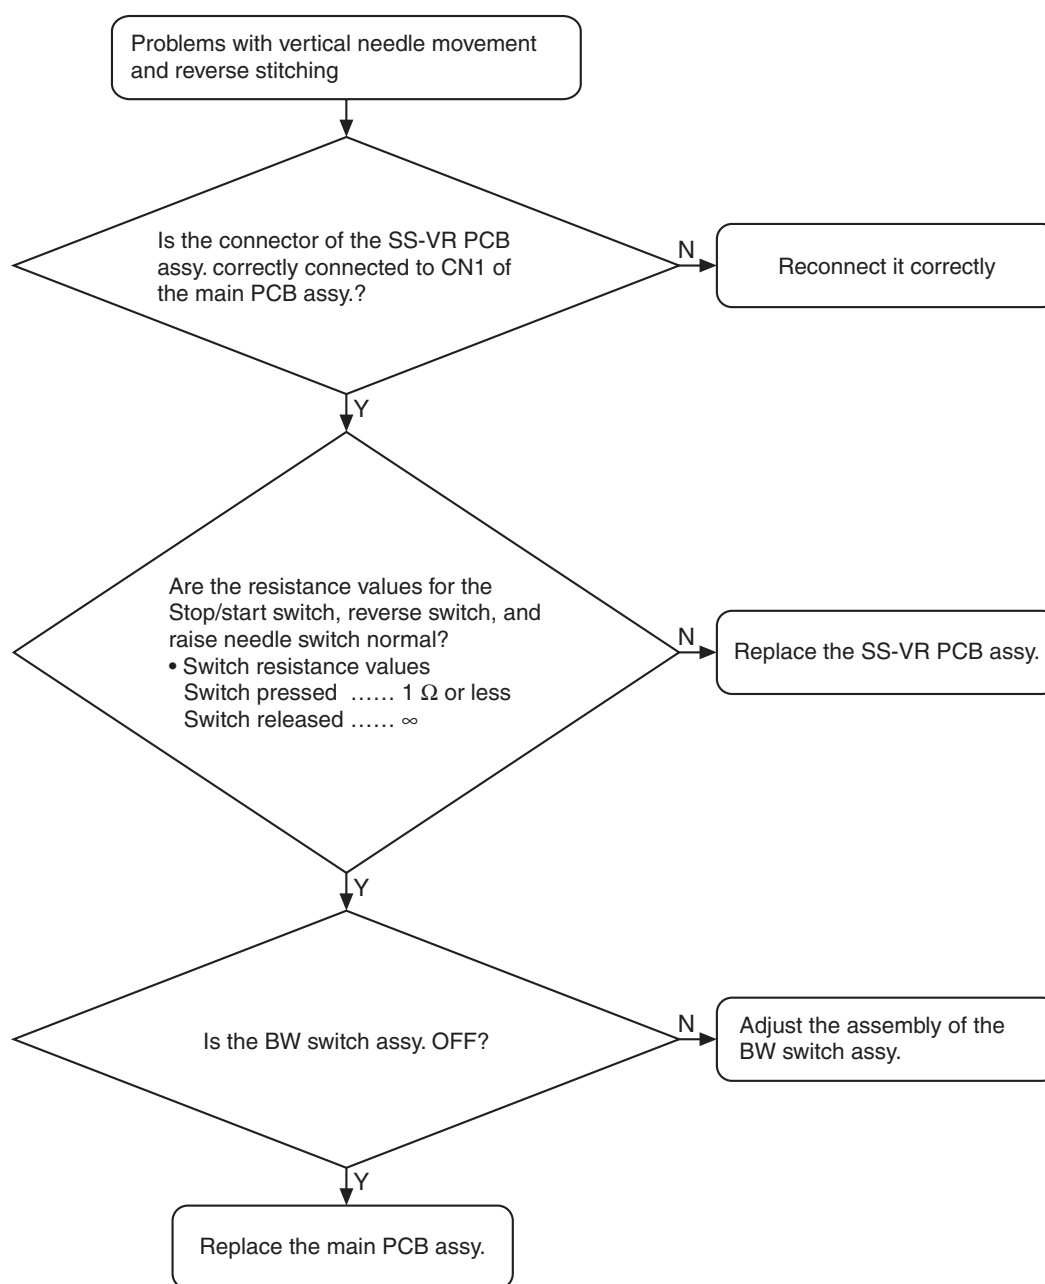 Problems with vertical needle movement
and reverse stitching
Is the connector of the SS-VR PCB
assy. correctly connected to CN1 of
the main PCB assy.?
N
Reconnect it correctly
Y
Are the resistance values for the
Stop/start switch, reverse switch, and
raise needle switch normal?
• Switch resistance values
Switch pressed ...... 1 Ω or less
Switch released ...... ∞
N
Replace the SS-VR PCB assy.
Y
Is the BW switch assy. OFF?
N
Adjust the assembly of the
BW switch assy.
Y
Replace the main PCB assy.